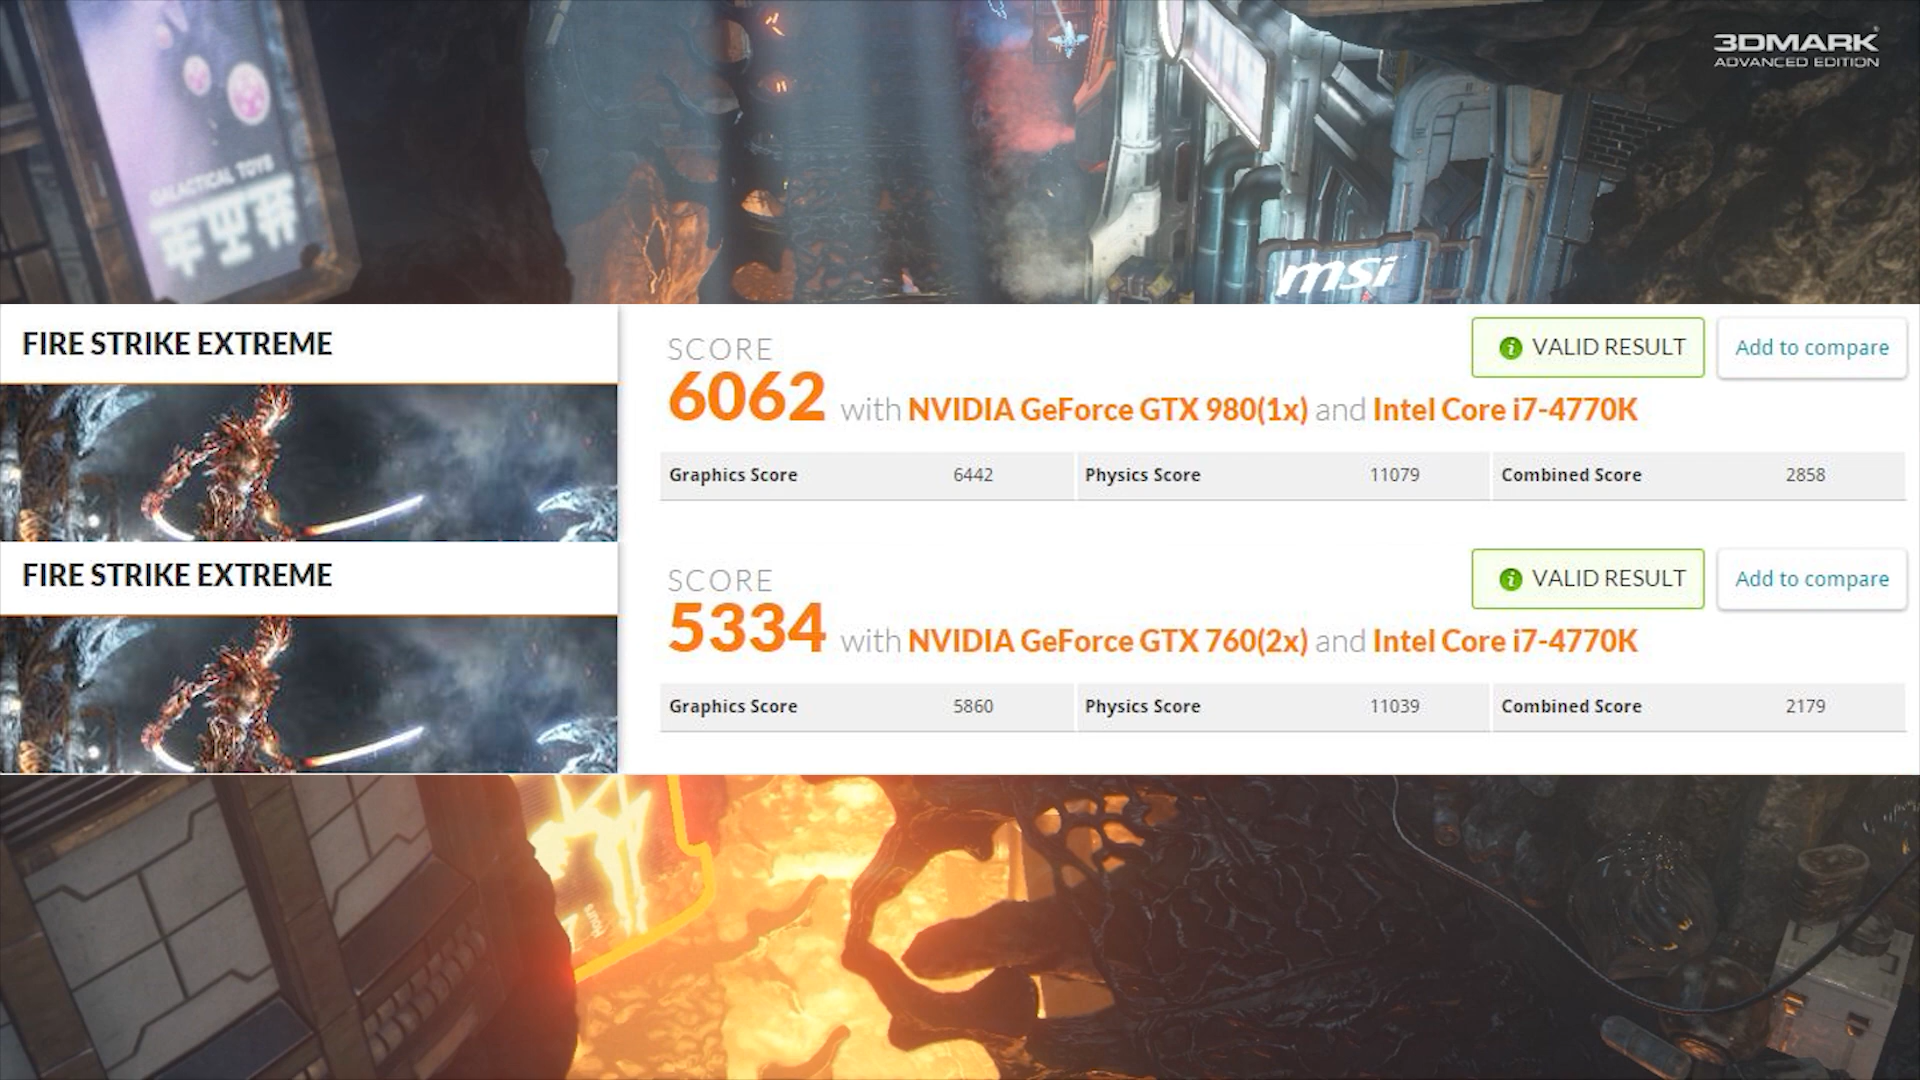 3DMARK
ADVANCED EDITION
GALACTICAL TOYS
msi
FIRE STRIKE EXTREME
SCORE
VALID RESULT
Add to compare
6062 with NVIDIA GeForce GTX 980(1x) and Intel Core i7-4770K
Graphics Score 6442 Physics Score 11079 Combined Score 2858
FIRE STRIKE EXTREME
SCORE
VALID RESULT
Add to compare
5334 with NVIDIA GeForce GTX 760(2x) and Intel Core i7-4770K
Graphics Score 5860 Physics Score 11039 Combined Score 2179